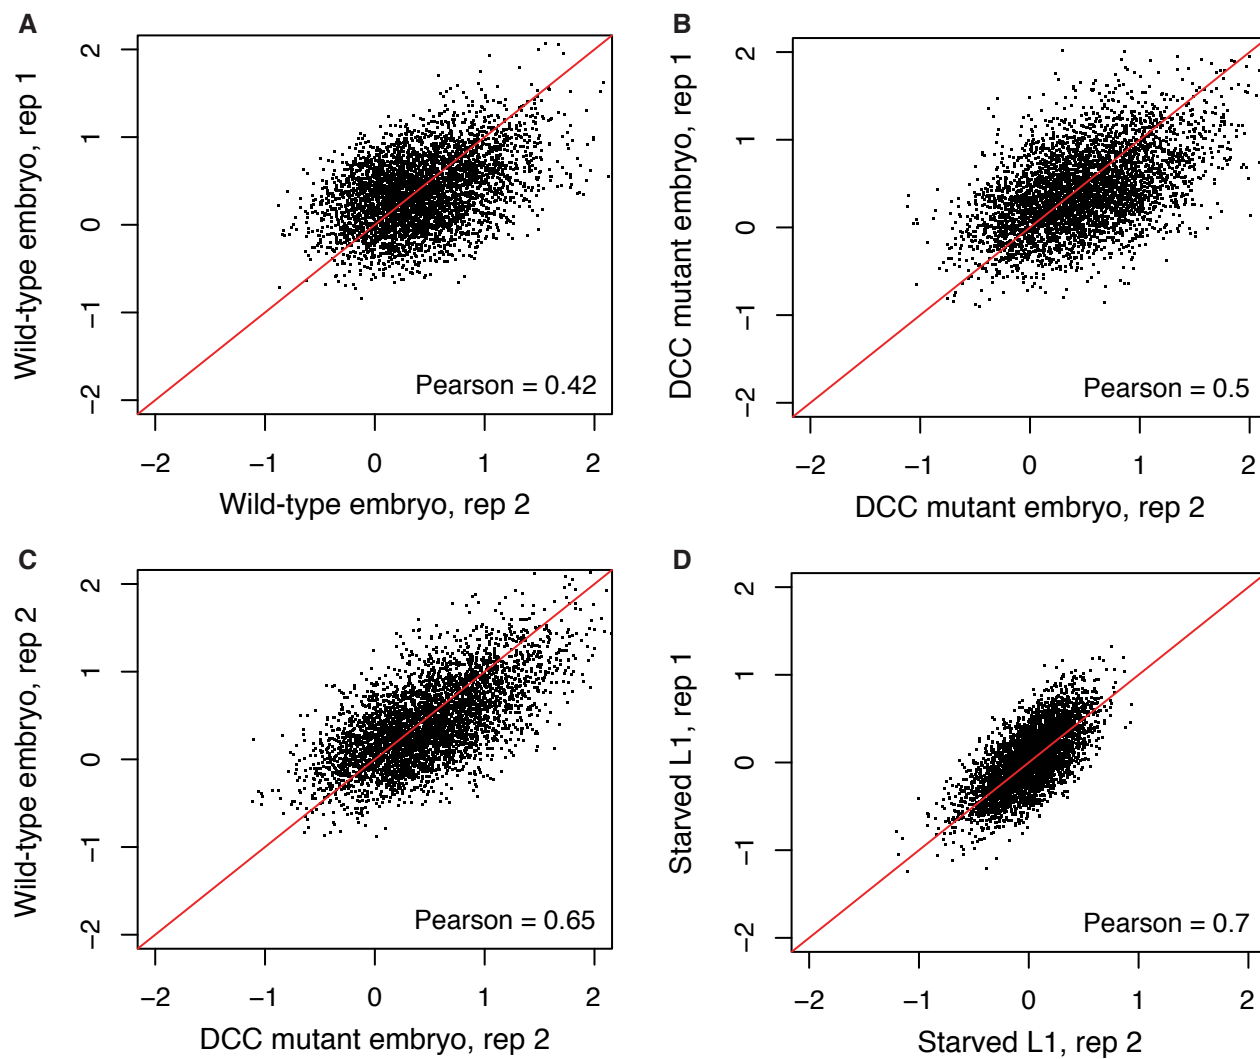 A
Wild-type embryo, rep 1
2
1
0
−1
−2
Pearson = 0.42
−2 −1 0 1 2
Wild-type embryo, rep 2
B
DCC mutant embryo, rep 1
2
1
0
−1
−2
Pearson = 0.5
−2 −1 0 1 2
DCC mutant embryo, rep 2
C
Wild-type embryo, rep 2
2
1
0
−1
−2
Pearson = 0.65
−2 −1 0 1 2
DCC mutant embryo, rep 2
D
Starved L1, rep 1
2
1
0
−1
−2
Pearson = 0.7
−2 −1 0 1 2
Starved L1, rep 2